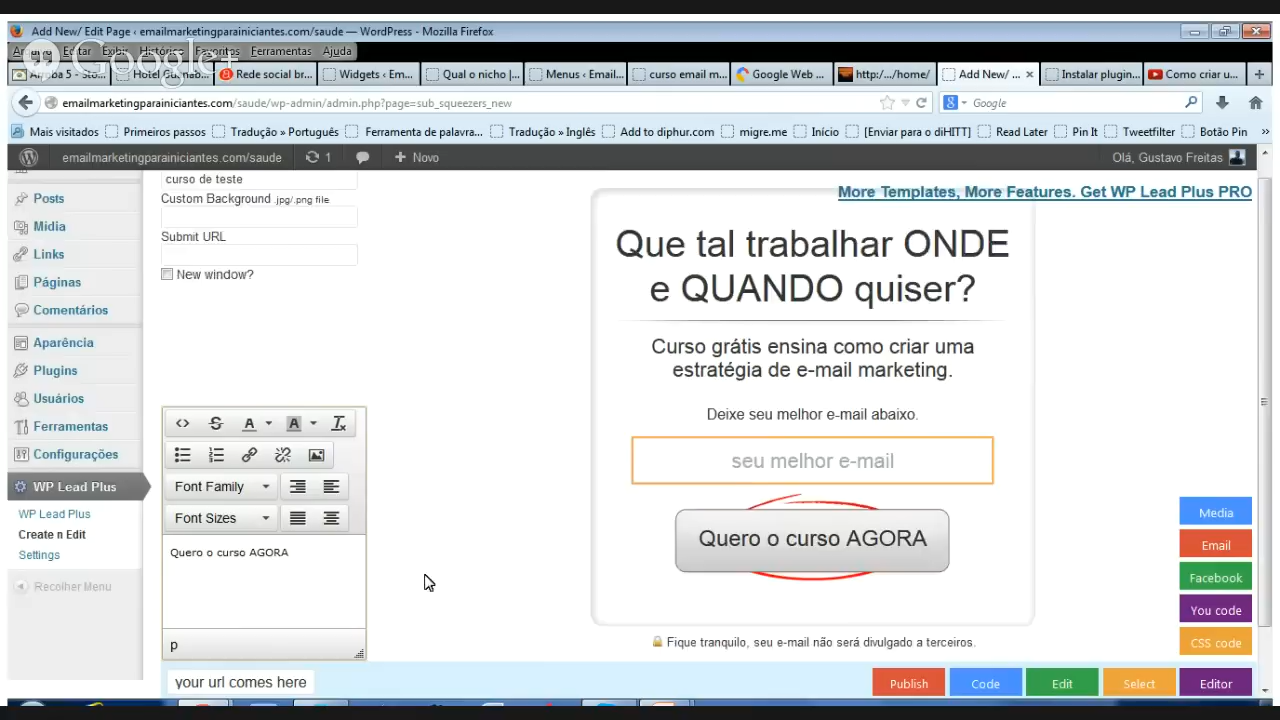 Add New/ Edit Page ‹ emailmarketingparainiciantes.com/saude — WordPress - Mozilla Firefox
Editar Exibir Histórico Favoritos Ferramentas Ajuda
Google+
Rede social br...
Widgets ‹ Em...
Qual o nicho |...
Menus ‹ Email...
curso email m...
Google Web ...
http:/.../home/
Add New/ ...
Instalar plugin...
Como criar u...
emailmarketingparainiciantes.com/saude/wp-admin/admin.php?page=sub_squeezers_new
Google
Mais visitados
Primeiros passos
Tradução » Português
Ferramenta de palavra...
Tradução » Inglês
Add to diphur.com
migre.me
Início
[Enviar para o diHITT]
Read Later
Pin It
Tweetfilter
Botão Pin
emailmarketingparainiciantes.com/saude
1
Novo
Olá, Gustavo Freitas
Posts
Midia
Links
Páginas
Comentários
Aparência
Plugins
Usuários
Ferramentas
Configurações
WP Lead Plus
WP Lead Plus
Create n Edit
Settings
Recolher Menu
curso de teste
Custom Background .jpg/.png file
Submit URL
New window?
Font Family
Font Sizes
Quero o curso AGORA
p
your url comes here
More Templates, More Features. Get WP Lead Plus PRO
Que tal trabalhar ONDE
e QUANDO quiser?
Curso grátis ensina como criar uma
estratégia de e-mail marketing.
Deixe seu melhor e-mail abaixo.
seu melhor e-mail
Quero o curso AGORA
Fique tranquilo, seu e-mail não será divulgado a terceiros.
Media
Email
Facebook
You code
CSS code
Publish
Code
Edit
Select
Editor